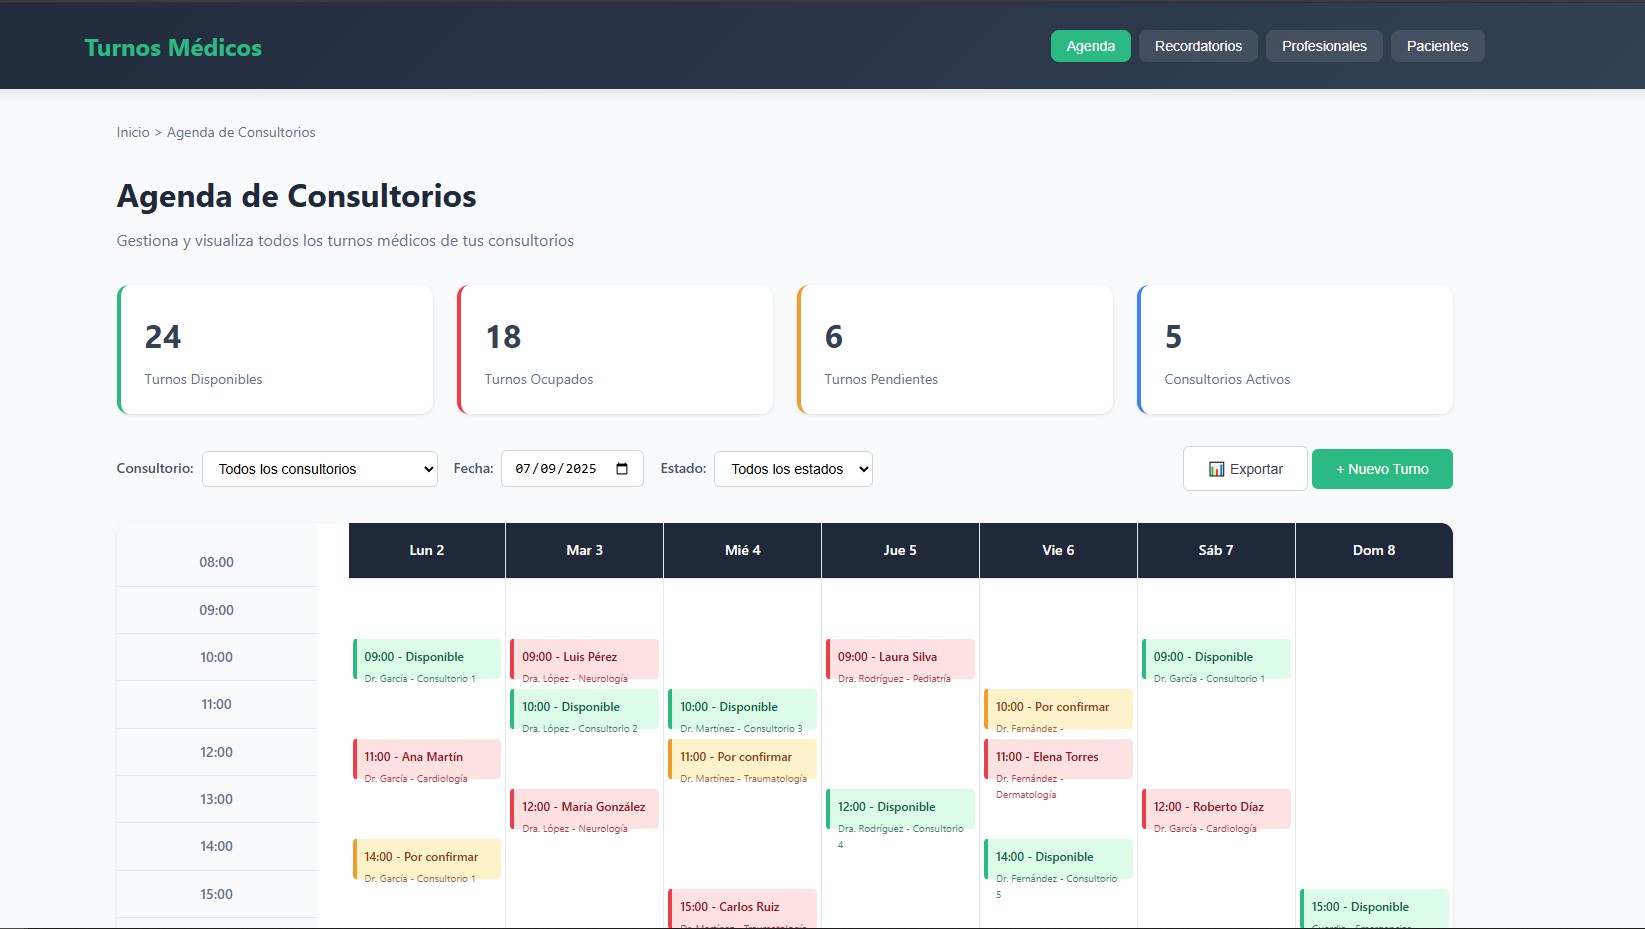 Turnos Médicos
Agenda
Recordatorios
Profesionales
Pacientes
Inicio > Agenda de Consultorios
Agenda de Consultorios
Gestiona y visualiza todos los turnos médicos de tus consultorios
24
Turnos Disponibles
18
Turnos Ocupados
6
Turnos Pendientes
5
Consultorios Activos
Consultorio: Todos los consultorios
Fecha: 07/09/2025
Estado: Todos los estados
Exportar
+ Nuevo Turno
08:00
09:00
10:00
11:00
12:00
13:00
14:00
15:00
Lun 2
09:00 - Disponible
Dr. García - Consultorio 1
11:00 - Ana Martín
Dr. García - Cardiología
14:00 - Por confirmar
Dr. García - Consultorio 1
Mar 3
09:00 - Luis Pérez
Dra. López - Neurología
10:00 - Disponible
Dra. López - Consultorio 2
12:00 - María González
Dra. López - Neurología
Mié 4
10:00 - Disponible
Dr. Martínez - Consultorio 3
11:00 - Por confirmar
Dr. Martínez - Traumatología
15:00 - Carlos Ruiz
Dr. Martínez - Traumatología
Jue 5
09:00 - Laura Silva
Dra. Rodríguez - Pediatría
12:00 - Disponible
Dra. Rodríguez - Consultorio
4
Vie 6
10:00 - Por confirmar
Dr. Fernández -
11:00 - Elena Torres
Dr. Fernández -
Dermatología
14:00 - Disponible
Dr. Fernández - Consultorio
5
Sáb 7
09:00 - Disponible
Dr. García - Consultorio 1
12:00 - Roberto Díaz
Dr. García - Cardiología
Dom 8
15:00 - Disponible
Guardia - Emergencias